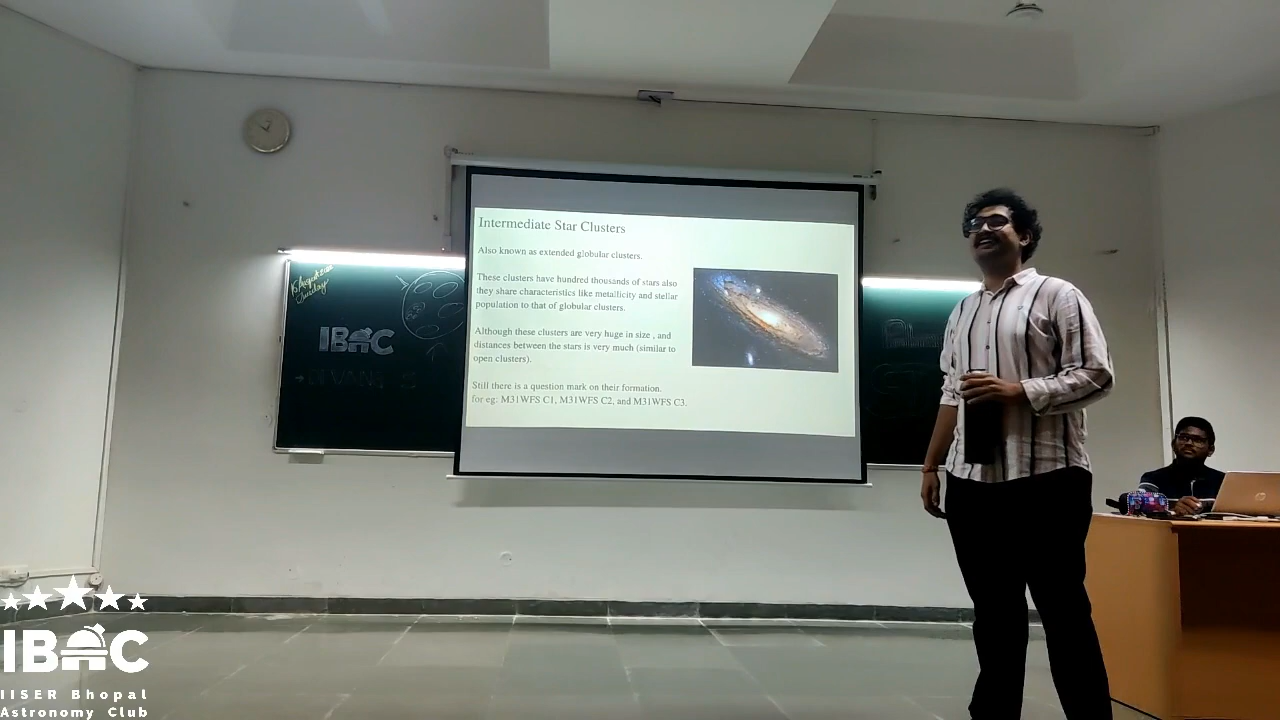 Intermediate Star Clusters
Also known as extended globular clusters.
These clusters have hundred thousands of stars also
they share characteristics like metallicity and stellar
population to that of globular clusters.
Although these clusters are very huge in size , and
distances between the stars is very much (similar to
open clusters).
Still there is a question mark on their formation.
for eg: M31WFS C1, M31WFS C2, and M31WFS C3.
IBAC
IBAC
IISER Bhopal
Astronomy Club